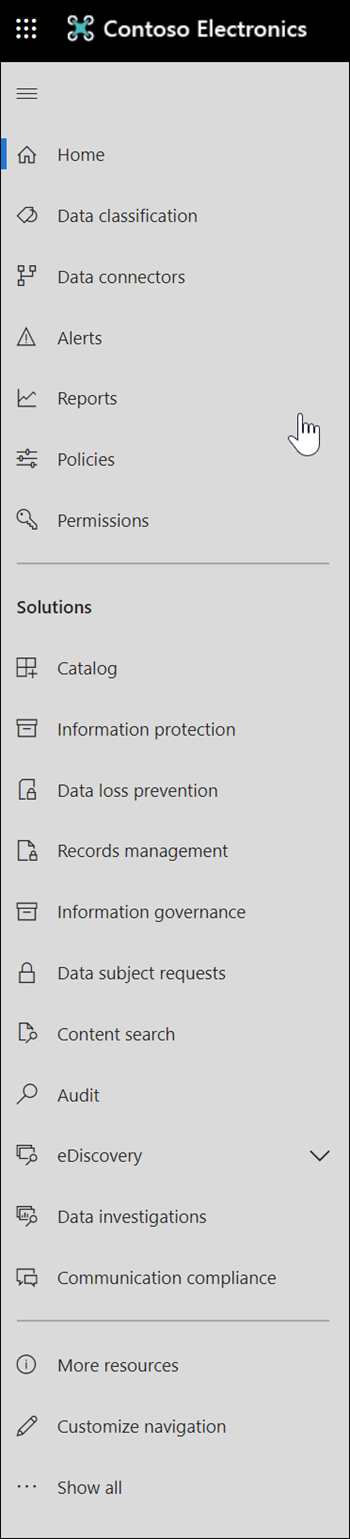 Contoso Electronics
Home
Data classification
Data connectors
Alerts
Reports
Policies
Permissions
Solutions
Catalog
Information protection
Data loss prevention
Records management
Information governance
Data subject requests
Content search
Audit
eDiscovery
Data investigations
Communication compliance
More resources
Customize navigation
Show all